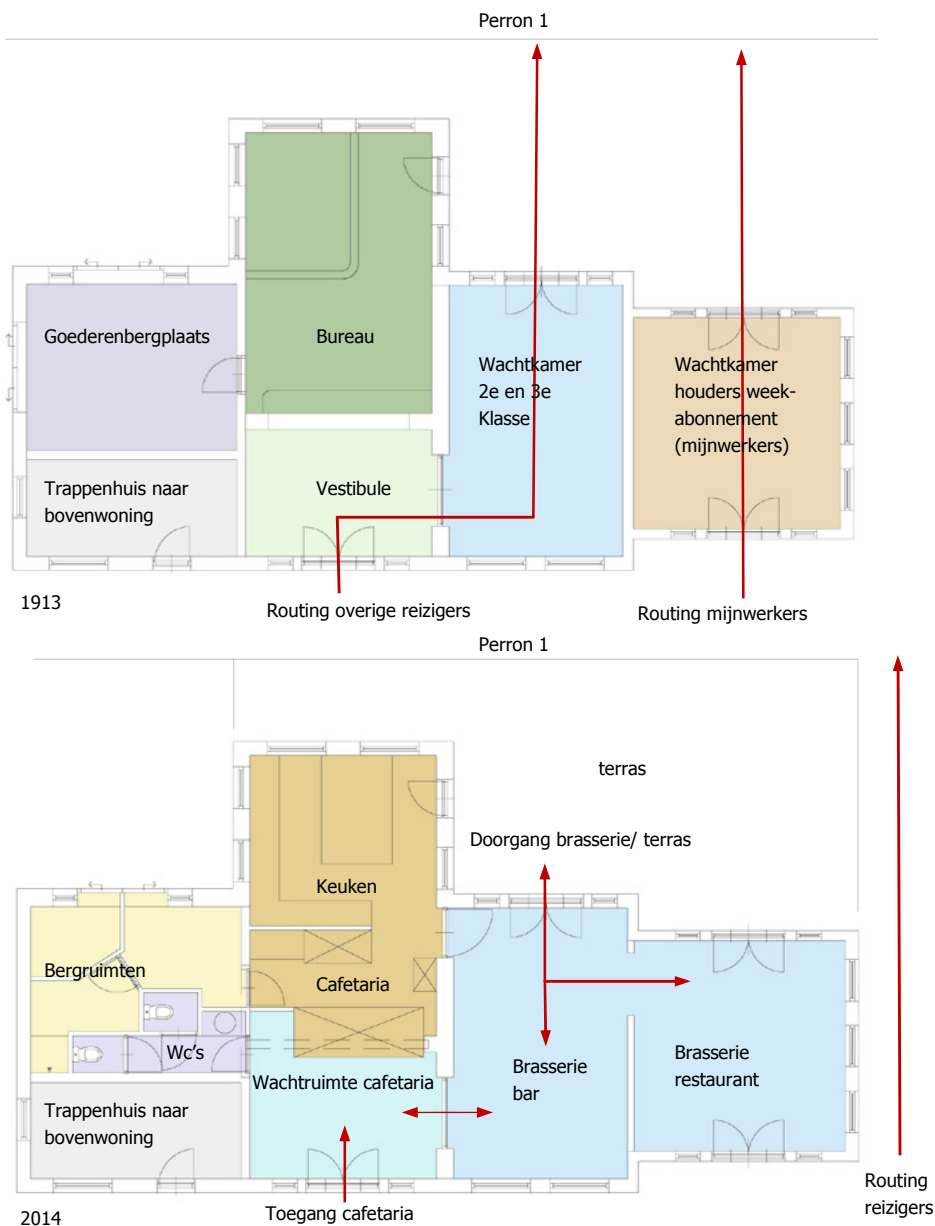 Perron 1
Goederenbergplaats
Bureau
Wachtkamer
2e en 3e
Klasse
Wachtkamer
houders week-
abonnement
(mijnwerkers)
Trappenhuis naar
bovenwoning
Vestibule
1913
Routing overige reizigers
Routing mijnwerkers
Perron 1
terras
Doorgang brasserie/ terras
Keuken
Bergruimten
Cafetaria
Wc's
Wachtruimte cafetaria
Brasserie
bar
Brasserie
restaurant
Trappenhuis naar
bovenwoning
2014
Toegang cafetaria
Routing
reizigers